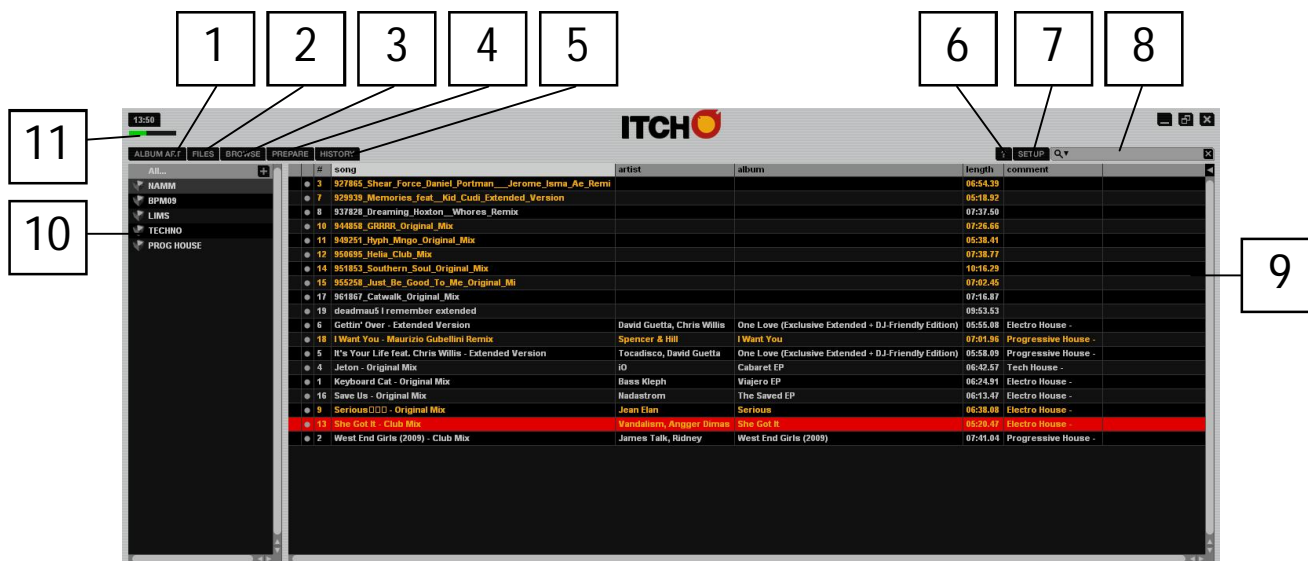 1 2 3 4 5 6 7 8
11
13:50
ITCH
ALBUM ART FILES BROWSE PREPARE HISTORY ? SETUP
All... # song artist album length comment
NAMM 3 927865_Shear_Force_Daniel_Portman___Jerome_Isma_Ae_Remi 06:54.39
BPM09 7 929939_Memories_feat__Kid_Cudi_Extended_Version 05:18.92
LIMS 8 937828_Dreaming_Hoxton__Whores_Remix 07:37.50
10 TECHNO 10 944858_GRRRR_Original_Mix 07:26.66
PROG HOUSE 11 949251_Hyph_Mngo_Original_Mix 05:38.41
12 950695_Helia_Club_Mix 07:38.77
14 951853_Southern_Soul_Original_Mix 10:16.29
9
15 955258_Just_Be_Good_To_Me_Original_Mi 07:02.45
17 961867_Catwalk_Original_Mix 07:16.87
19 deadmau5 I remember extended 09:53.53
6 Gettin' Over - Extended Version David Guetta, Chris Willis One Love (Exclusive Extended + DJ-Friendly Edition) 05:55.08 Electro House -
18 I Want You - Maurizio Gubellini Remix Spencer & Hill I Want You 07:01.96 Progressive House -
5 It's Your Life feat. Chris Willis - Extended Version Tocadisco, David Guetta One Love (Exclusive Extended + DJ-Friendly Edition) 05:58.09 Progressive House -
4 Jeton - Original Mix iO Cabaret EP 06:42.57 Tech House -
1 Keyboard Cat - Original Mix Bass Kleph Viajero EP 06:24.91 Electro House -
16 Save Us - Original Mix Nadastrom The Saved EP 06:13.47 Electro House -
9 Serious□□□ - Original Mix Jean Elan Serious 06:38.08 Electro House -
13 She Got It - Club Mix Vandalism, Angger Dimas She Got It 05:20.47 Electro House -
2 West End Girls (2009) - Club Mix James Talk, Ridney West End Girls (2009) 07:41.04 Progressive House -